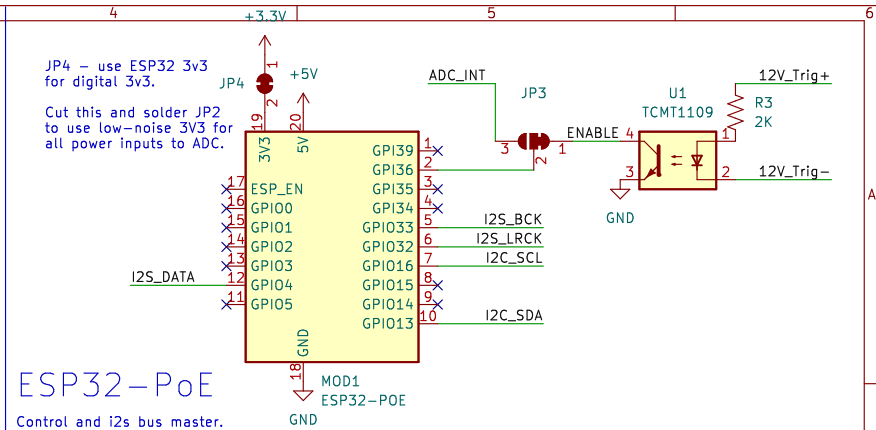 4
5
6
+3.3V
JP4 - use ESP32 3v3
for digital 3v3.
Cut this and solder JP2
to use low-noise 3V3 for
all power inputs to ADC.
JP4
1
2
+5V
19
20
3V3
5V
ADC_INT
JP3
3
2
1
ENABLE
U1
TCMT1109
4
3
1
2
GND
R3
2K
12V_Trig+
12V_Trig-
A
17 ESP_EN
16 GPIO0
15 GPIO1
14 GPIO2
13 GPIO3
I2S_DATA 12 GPIO4
11 GPIO5
GPI39 1
GPI36 2
GPI35 3
GPI34 4
GPIO33 5 I2S_BCK
GPIO32 6 I2S_LRCK
GPIO16 7 I2C_SCL
GPIO15 8
GPIO14 9
GPIO13 10 I2C_SDA
GND
18
MOD1
ESP32-POE
GND
ESP32-PoE
Control and i2s bus master.